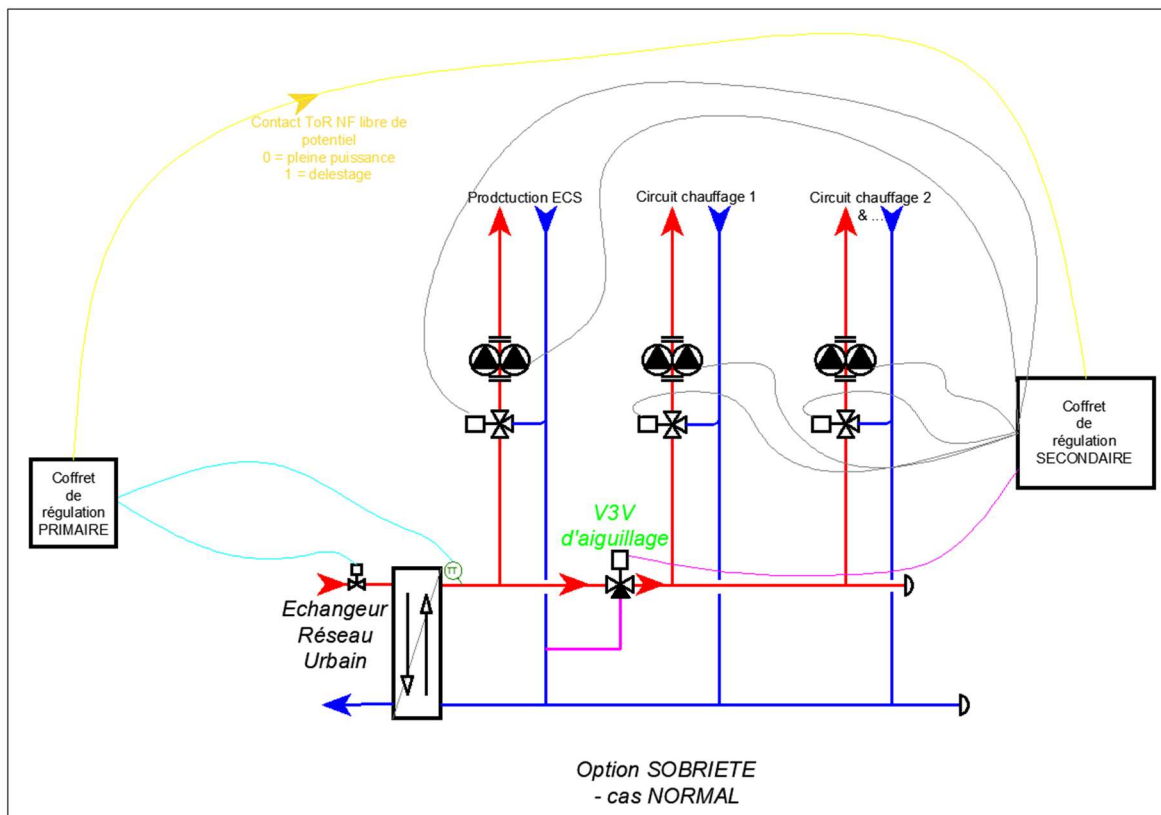 Contact ToR NF libre de
potentiel
0 = pleine puissance
1 = delestage
Prodctuction ECS
Circuit chauffage 1
Circuit chauffage 2
& ...
Coffret
de
régulation
SECONDAIRE
Coffret
de
régulation
PRIMAIRE
V3V
d'aiguillage
TT
Echangeur
Réseau
Urbain
Option SOBRIETE
- cas NORMAL